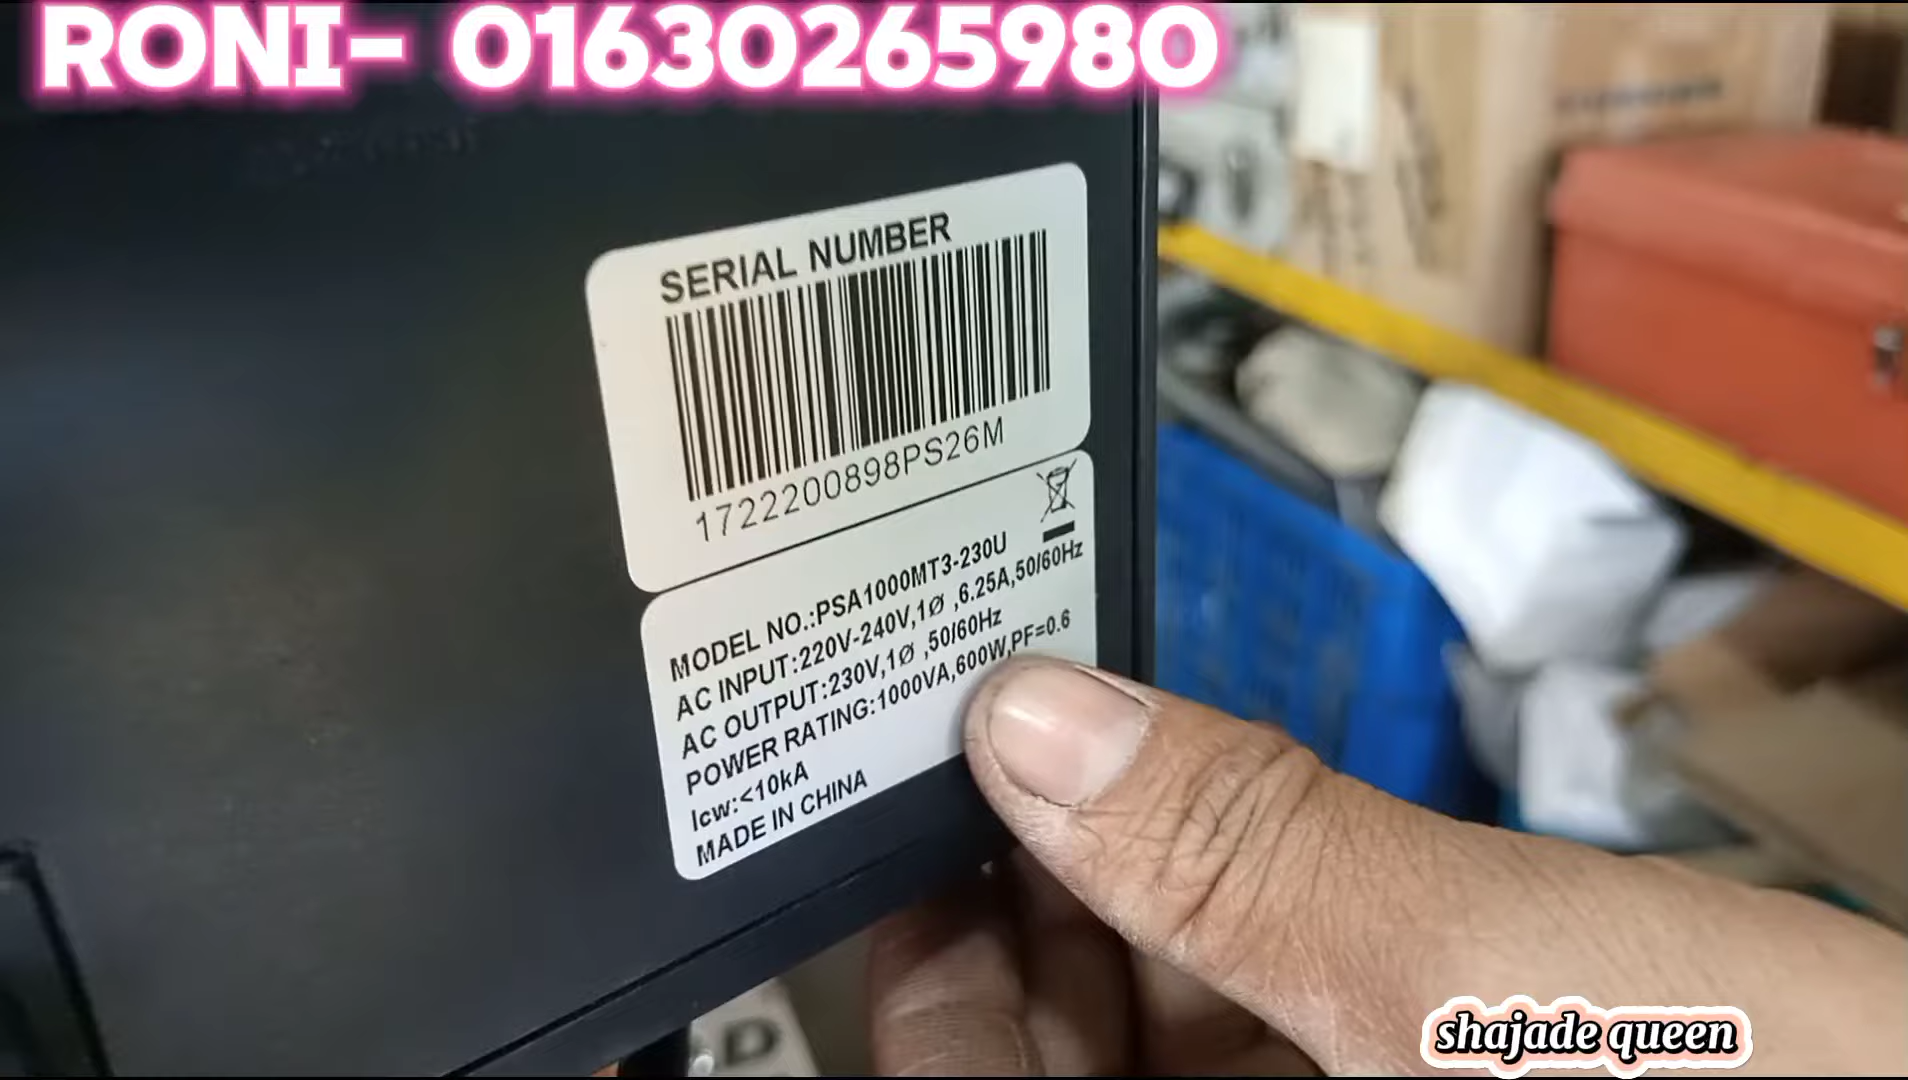 RONI- 01630265980
SERIAL NUMBER
1722200898PS26M
MODEL NO.:PSA1000MT3-230U
AC INPUT:220V-240V,1Ø ,6.25A,50/60Hz
AC OUTPUT:230V,1Ø ,50/60Hz
POWER RATING:1000VA,600W,PF=0.6
Icw:<10kA
MADE IN CHINA
D
shajade queen